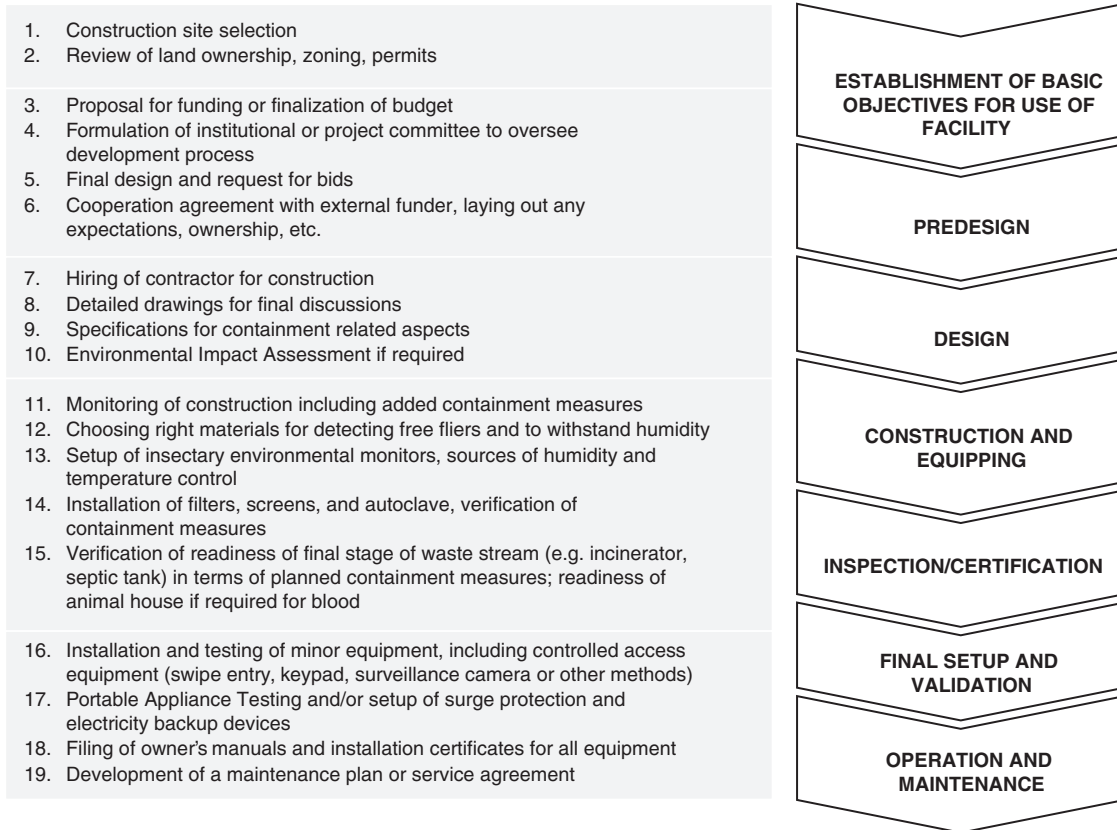 1. Construction site selection
2. Review of land ownership, zoning, permits
3. Proposal for funding or finalization of budget
4. Formulation of institutional or project committee to oversee
development process
5. Final design and request for bids
6. Cooperation agreement with external funder, laying out any
expectations, ownership, etc.
7. Hiring of contractor for construction
8. Detailed drawings for final discussions
9. Specifications for containment related aspects
10. Environmental Impact Assessment if required
11. Monitoring of construction including added containment measures
12. Choosing right materials for detecting free fliers and to withstand humidity
13. Setup of insectary environmental monitors, sources of humidity and
temperature control
14. Installation of filters, screens, and autoclave, verification of
containment measures
15. Verification of readiness of final stage of waste stream (e.g. incinerator,
septic tank) in terms of planned containment measures; readiness of
animal house if required for blood
16. Installation and testing of minor equipment, including controlled access
equipment (swipe entry, keypad, surveillance camera or other methods)
17. Portable Appliance Testing and/or setup of surge protection and
electricity backup devices
18. Filing of owner's manuals and installation certificates for all equipment
19. Development of a maintenance plan or service agreement
ESTABLISHMENT OF BASIC
OBJECTIVES FOR USE OF
FACILITY
PREDESIGN
DESIGN
CONSTRUCTION AND
EQUIPPING
INSPECTION/CERTIFICATION
FINAL SETUP AND
VALIDATION
OPERATION AND
MAINTENANCE